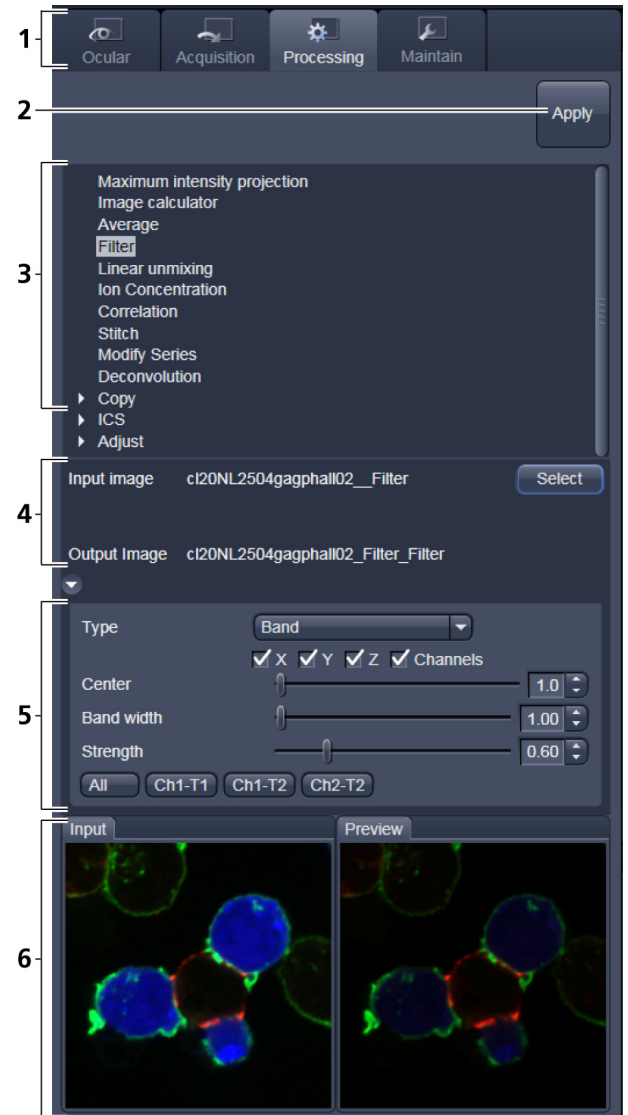 1
Ocular
Acquisition
Processing
Maintain
2
Apply
3
Maximum intensity projection
Image calculator
Average
Filter
Linear unmixing
Ion Concentration
Correlation
Stitch
Modify Series
Deconvolution
Copy
ICS
Adjust
4
Input image cl20NL2504gagphall02__Filter Select
Output Image cl20NL2504gagphall02_Filter_Filter
5
Type Band
X Y Z Channels
Center 1.0
Band width 1.00
Strength 0.60
All Ch1-T1 Ch1-T2 Ch2-T2
6
Input Preview